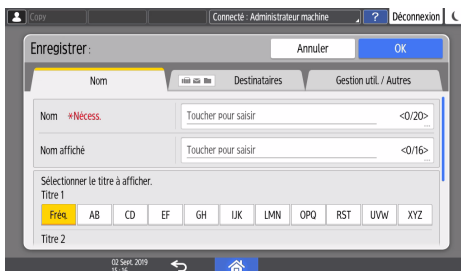 Copy
Connecté : Administrateur machine
?
Déconnexion
Enregistrer :
Annuler
OK
Nom
Destinataires
Gestion util. / Autres
Nom *Nécess.
Toucher pour saisir
<0/20>
...
Nom affiché
Toucher pour saisir
<0/16>
...
Sélectionner le titre à afficher.
Titre 1
Fréq. AB CD EF GH IJK LMN OPQ RST UVW XYZ
Titre 2
02 Sept. 2019
15:16